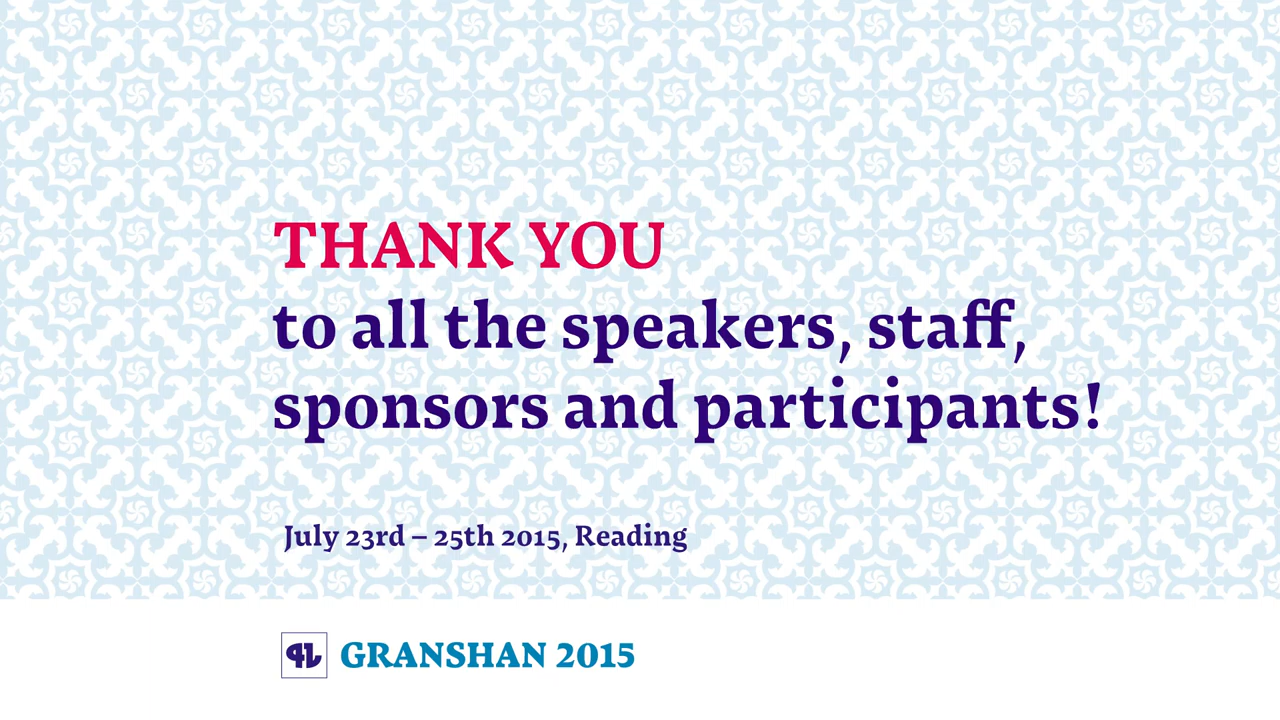 THANK YOU
to all the speakers, staff,
sponsors and participants!
July 23rd – 25th 2015, Reading
GRANSHAN 2015